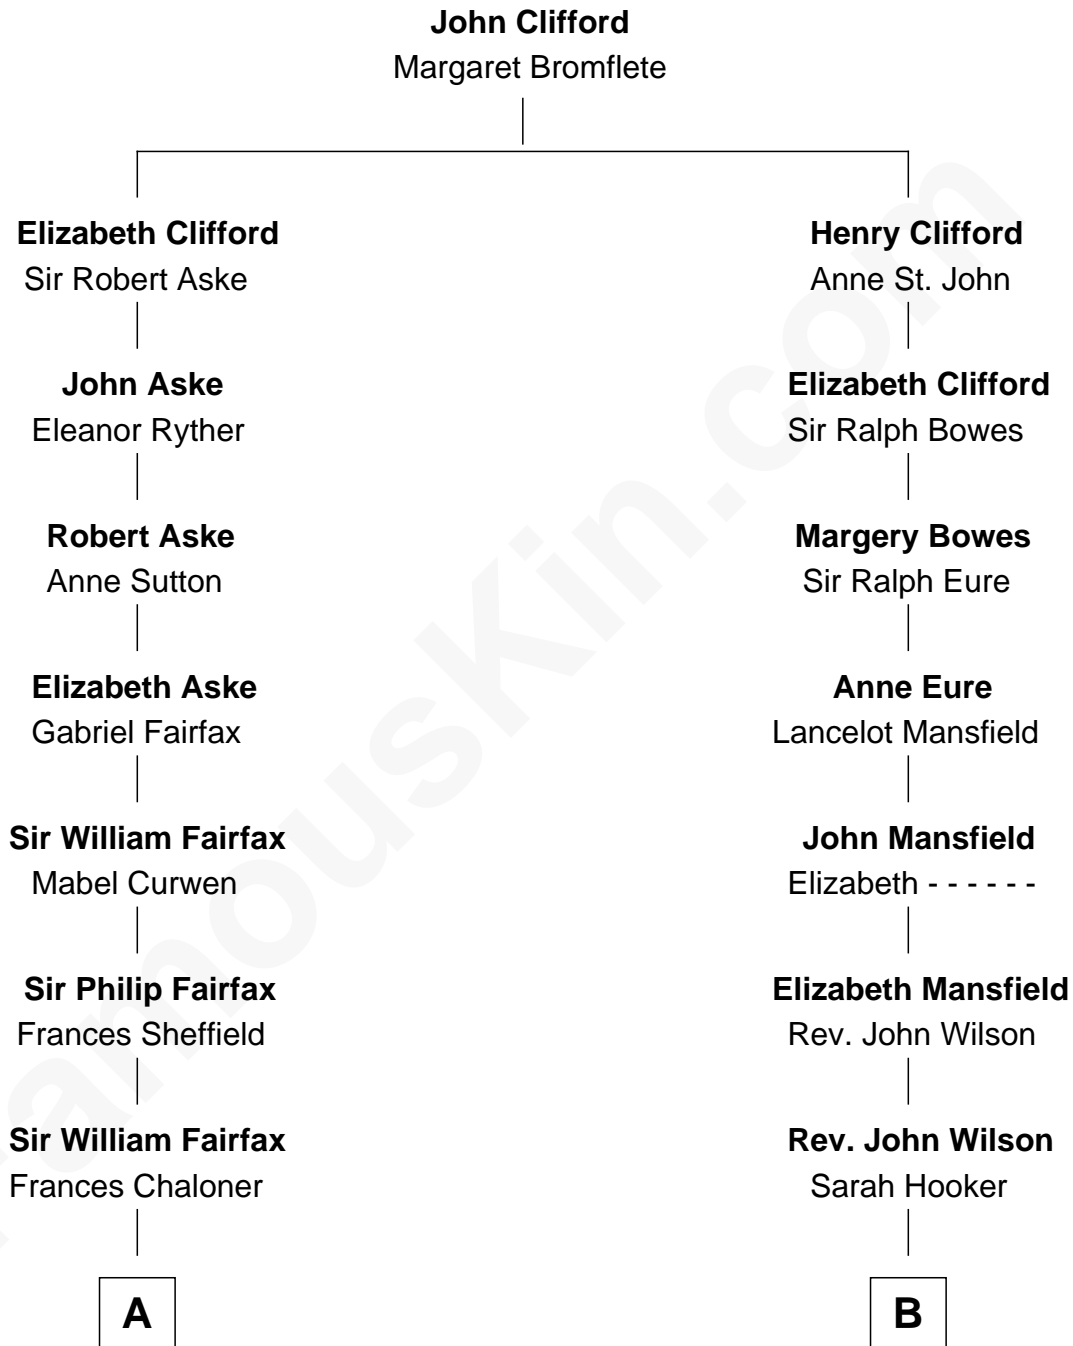 John Clifford
Margaret Bromflete
Elizabeth Clifford
Sir Robert Aske
John Aske
Eleanor Ryther
Robert Aske
Anne Sutton
Elizabeth Aske
Gabriel Fairfax
Sir William Fairfax
Mabel Curwen
Sir Philip Fairfax
Frances Sheffield
Sir William Fairfax
Frances Chaloner
A
Henry Clifford
Anne St. John
Elizabeth Clifford
Sir Ralph Bowes
Margery Bowes
Sir Ralph Eure
Anne Eure
Lancelot Mansfield
John Mansfield
Elizabeth - - - - - -
Elizabeth Mansfield
Rev. John Wilson
Rev. John Wilson
Sarah Hooker
B
FamousKin.com